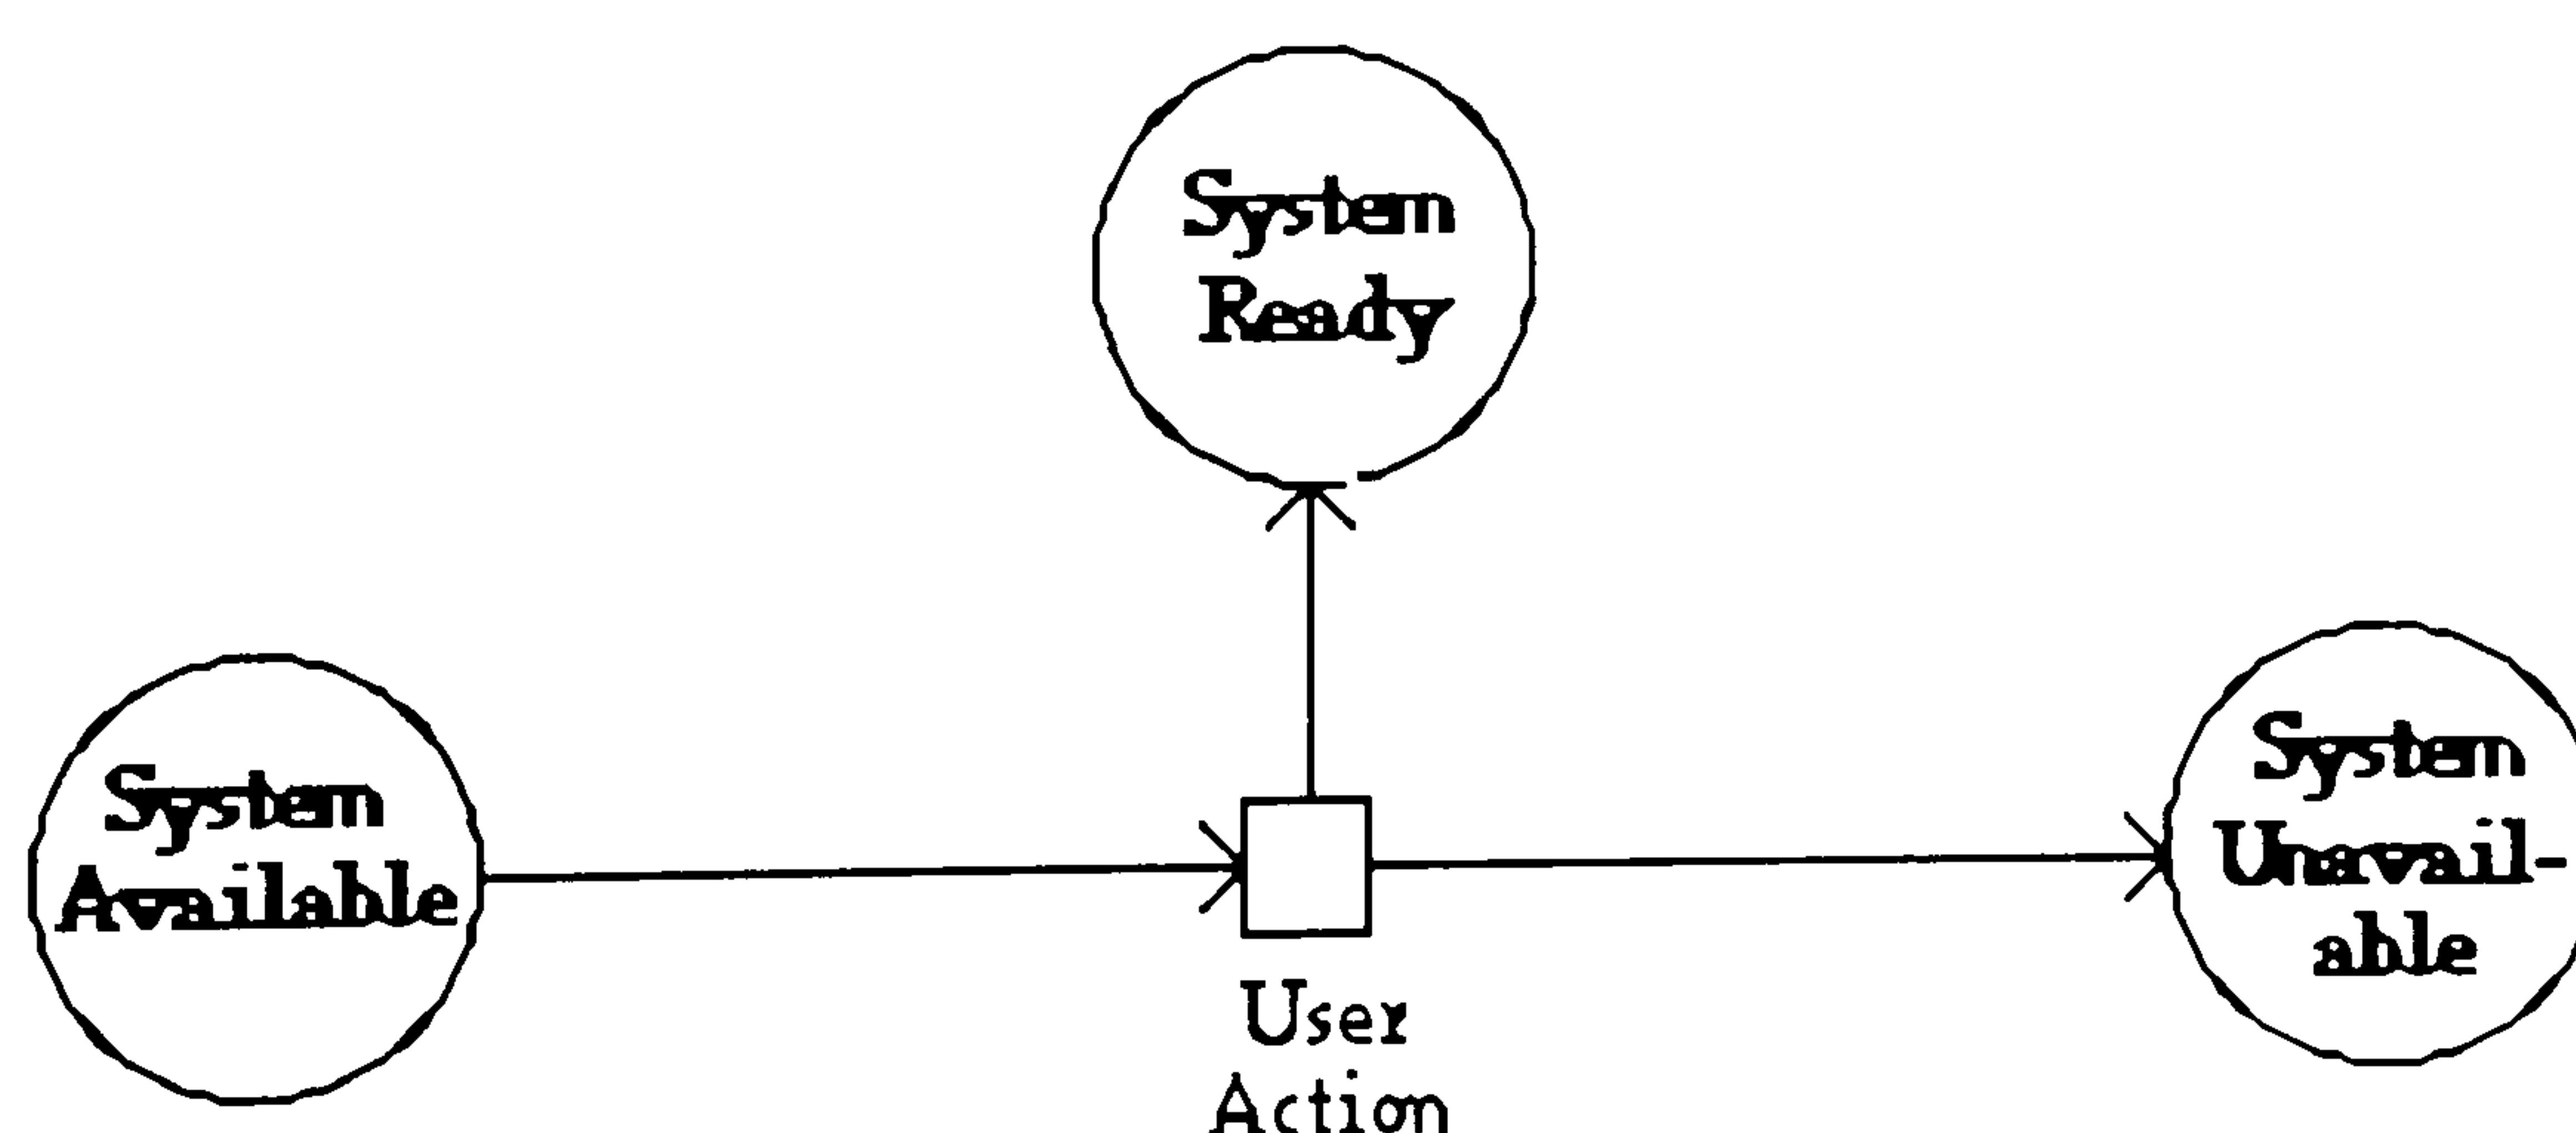 System
Ready
System
Available
User
Action
System
Unavail-
able